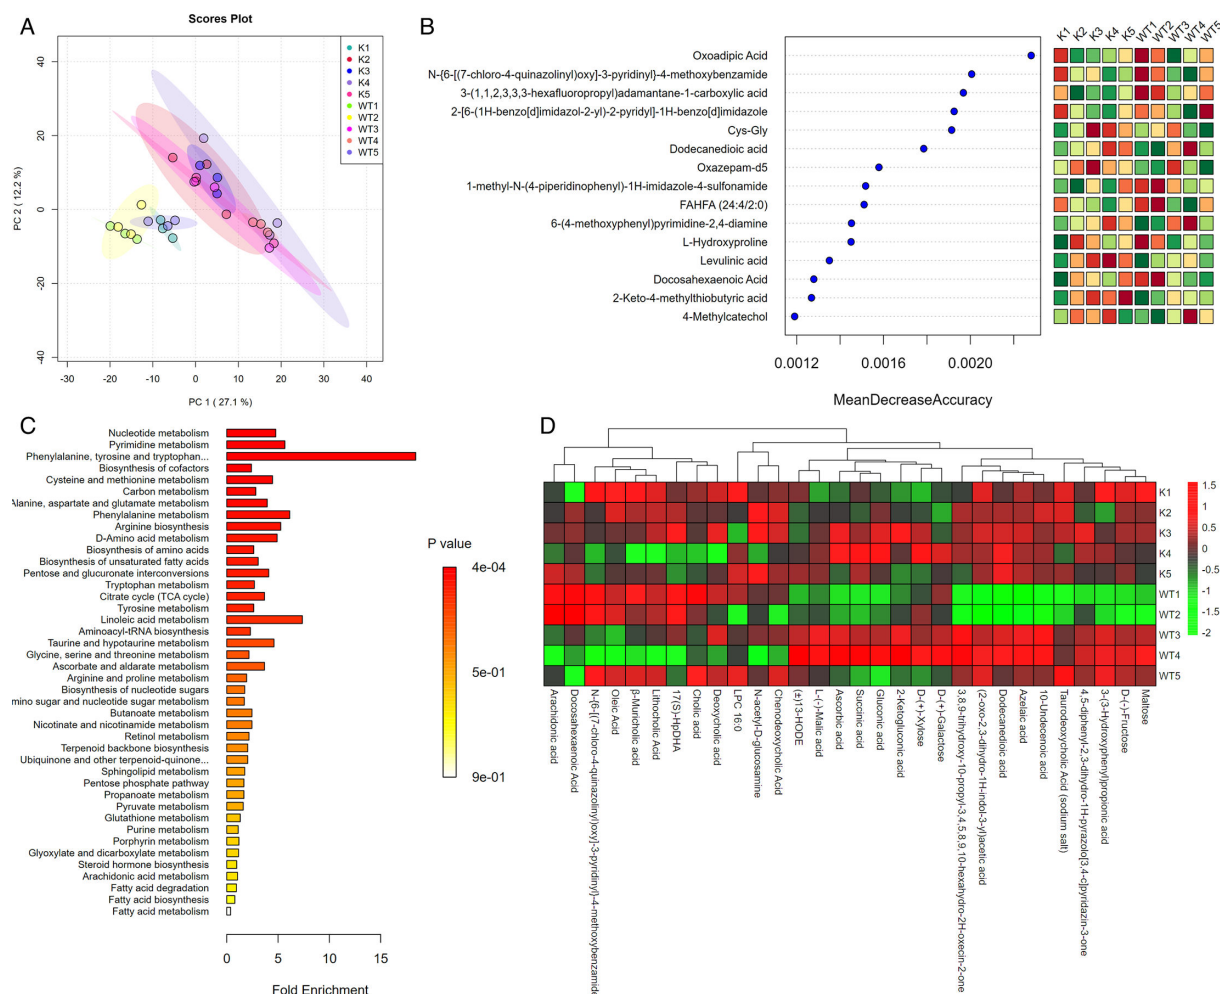 A
Scores Plot
K1
K2
K3
K4
K5
WT1
WT2
WT3
WT4
WT5
40
20
0
-20
-40
PC 2 ( 12.2 %)
-30
-20
-10
0
10
20
30
40
PC 1 ( 27.1 %)
B
K1
K2
K3
K4
K5
WT1
WT2
WT3
WT4
WT5
Oxoadipic Acid
N-{6-[(7-chloro-4-quinazolinyl)oxy]-3-pyridinyl}-4-methoxybenzamide
3-(1,1,2,3,3,3-hexafluoropropyl)adamantane-1-carboxylic acid
2-[6-(1H-benzo[d]imidazol-2-yl)-2-pyridyl]-1H-benzo[d]imidazole
Cys-Gly
Dodecanedioic acid
Oxazepam-d5
1-methyl-N-(4-piperidinophenyl)-1H-imidazole-4-sulfonamide
FAHFA (24:4/2:0)
6-(4-methoxyphenyl)pyrimidine-2,4-diamine
L-Hydroxyproline
Levulinic acid
Docosahexaenoic Acid
2-Keto-4-methylthiobutyric acid
4-Methylcatechol
0.0012
0.0016
0.0020
MeanDecreaseAccuracy
C
Nucleotide metabolism
Pyrimidine metabolism
Phenylalanine, tyrosine and tryptophan...
Biosynthesis of cofactors
Cysteine and methionine metabolism
Carbon metabolism
Alanine, aspartate and glutamate metabolism
Phenylalanine metabolism
Arginine biosynthesis
D-Amino acid metabolism
Biosynthesis of amino acids
Biosynthesis of unsaturated fatty acids
Pentose and glucuronate interconversions
Tryptophan metabolism
Citrate cycle (TCA cycle)
Tyrosine metabolism
Linoleic acid metabolism
Aminoacyl-tRNA biosynthesis
Taurine and hypotaurine metabolism
Glycine, serine and threonine metabolism
Ascorbate and aldarate metabolism
Arginine and proline metabolism
Biosynthesis of nucleotide sugars
mino sugar and nucleotide sugar metabolism
Butanoate metabolism
Nicotinate and nicotinamide metabolism
Retinol metabolism
Terpenoid backbone biosynthesis
Ubiquinone and other terpenoid-quinone...
Sphingolipid metabolism
Pentose phosphate pathway
Propanoate metabolism
Pyruvate metabolism
Glutathione metabolism
Purine metabolism
Porphyrin metabolism
Glyoxylate and dicarboxylate metabolism
Steroid hormone biosynthesis
Arachidonic acid metabolism
Fatty acid degradation
Fatty acid biosynthesis
Fatty acid metabolism
0
5
10
15
Fold Enrichment
P value
4e-04
5e-01
9e-01
D
K1
K2
K3
K4
K5
WT1
WT2
WT3
WT4
WT5
1.5
1
0.5
0
-0.5
-1
-1.5
-2
Arachidonic acid
Docosahexaenoic Acid
N-{6-[(7-chloro-4-quinazolinyl)oxy]-3-pyridinyl}-4-methoxybenzamide
Oleic Acid
β-Muricholic acid
Lithocholic Acid
17(S)-HpDHA
Cholic acid
Deoxycholic Acid
LPC 16:0
N-acetyl-D-glucosamine
Chenodeoxycholic Acid
(±)13-HODE
L-(-)-Malic acid
Ascorbic acid
Succinic acid
Gluconic acid
2-Ketogluconic acid
D-(+)-Xylose
D-(+)-Galactose
3,8,9-trihydroxy-10-propyl-3,4,5,8,9,10-hexahydro-2H-oxecin-2-one
(2-oxo-2,3-dihydro-1H-indol-3-yl)acetic acid
Dodecanedioic acid
Azelaic acid
10-Undecenoic acid
Taurodeoxycholic Acid (sodium salt)
4,5-diphenyl-2,3-dihydro-1H-pyrazolo[3,4-c]pyridazin-3-one
3-(3-Hydroxyphenyl)propionic acid
D-(-)-Fructose
Maltose